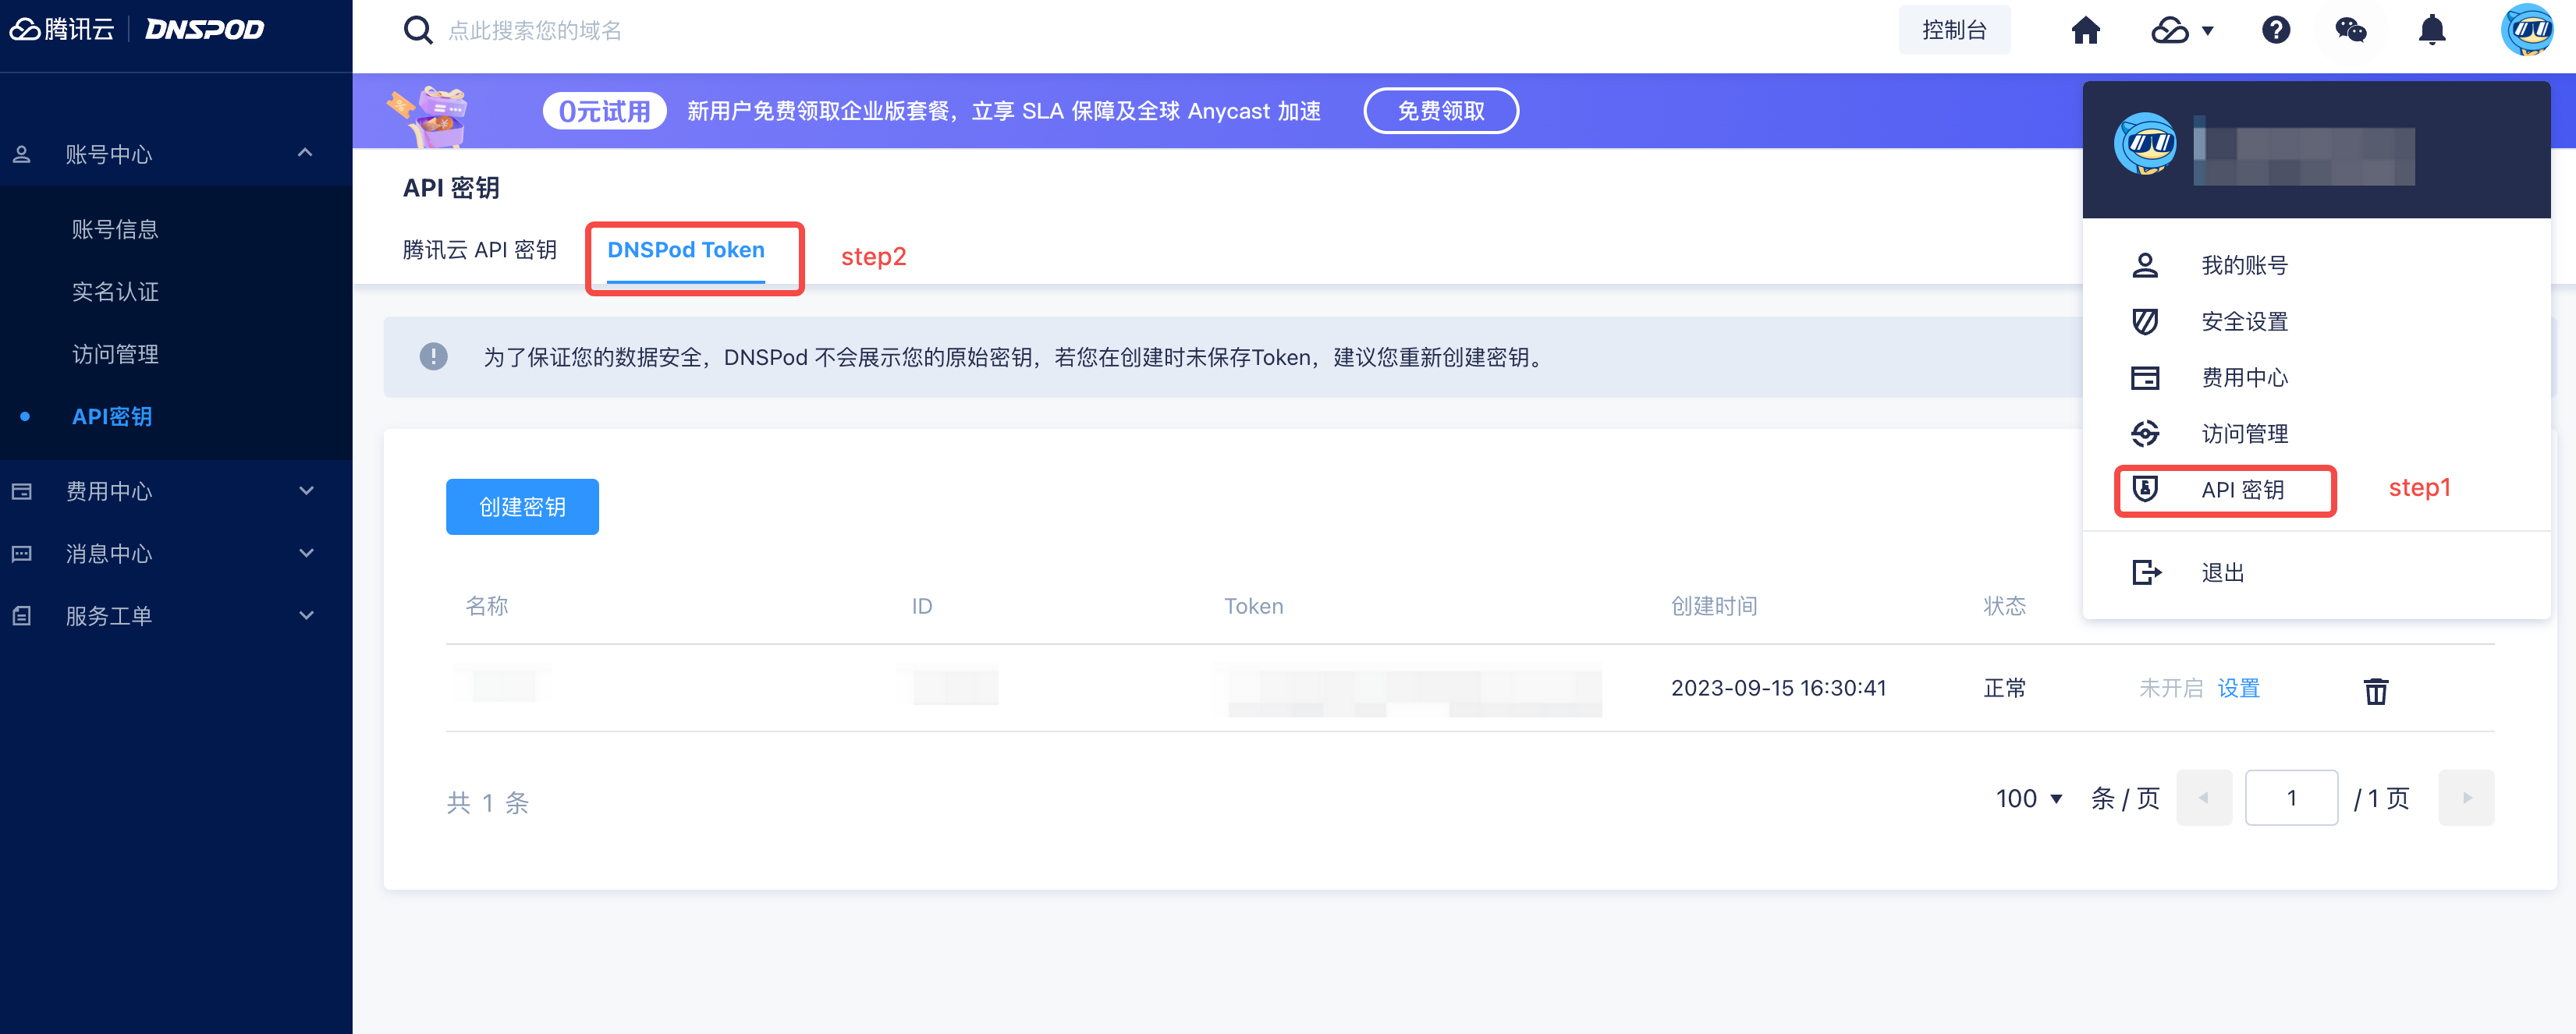 腾讯云 DNSPOD
点此搜索您的域名
控制台
0元试用 新用户免费领取企业版套餐，立享 SLA 保障及全球 Anycast 加速 免费领取
账号中心
账号信息
实名认证
访问管理
API密钥
费用中心
消息中心
服务工单
API 密钥
腾讯云 API 密钥 DNSPod Token step2
为了保证您的数据安全，DNSPod 不会展示您的原始密钥，若您在创建时未保存Token，建议您重新创建密钥。
创建密钥
名称 ID Token 创建时间 状态
2023-09-15 16:30:41 正常 未开启 设置
共 1 条
100 条 / 页 1 / 1 页
我的账号
安全设置
费用中心
访问管理
API 密钥 step1
退出